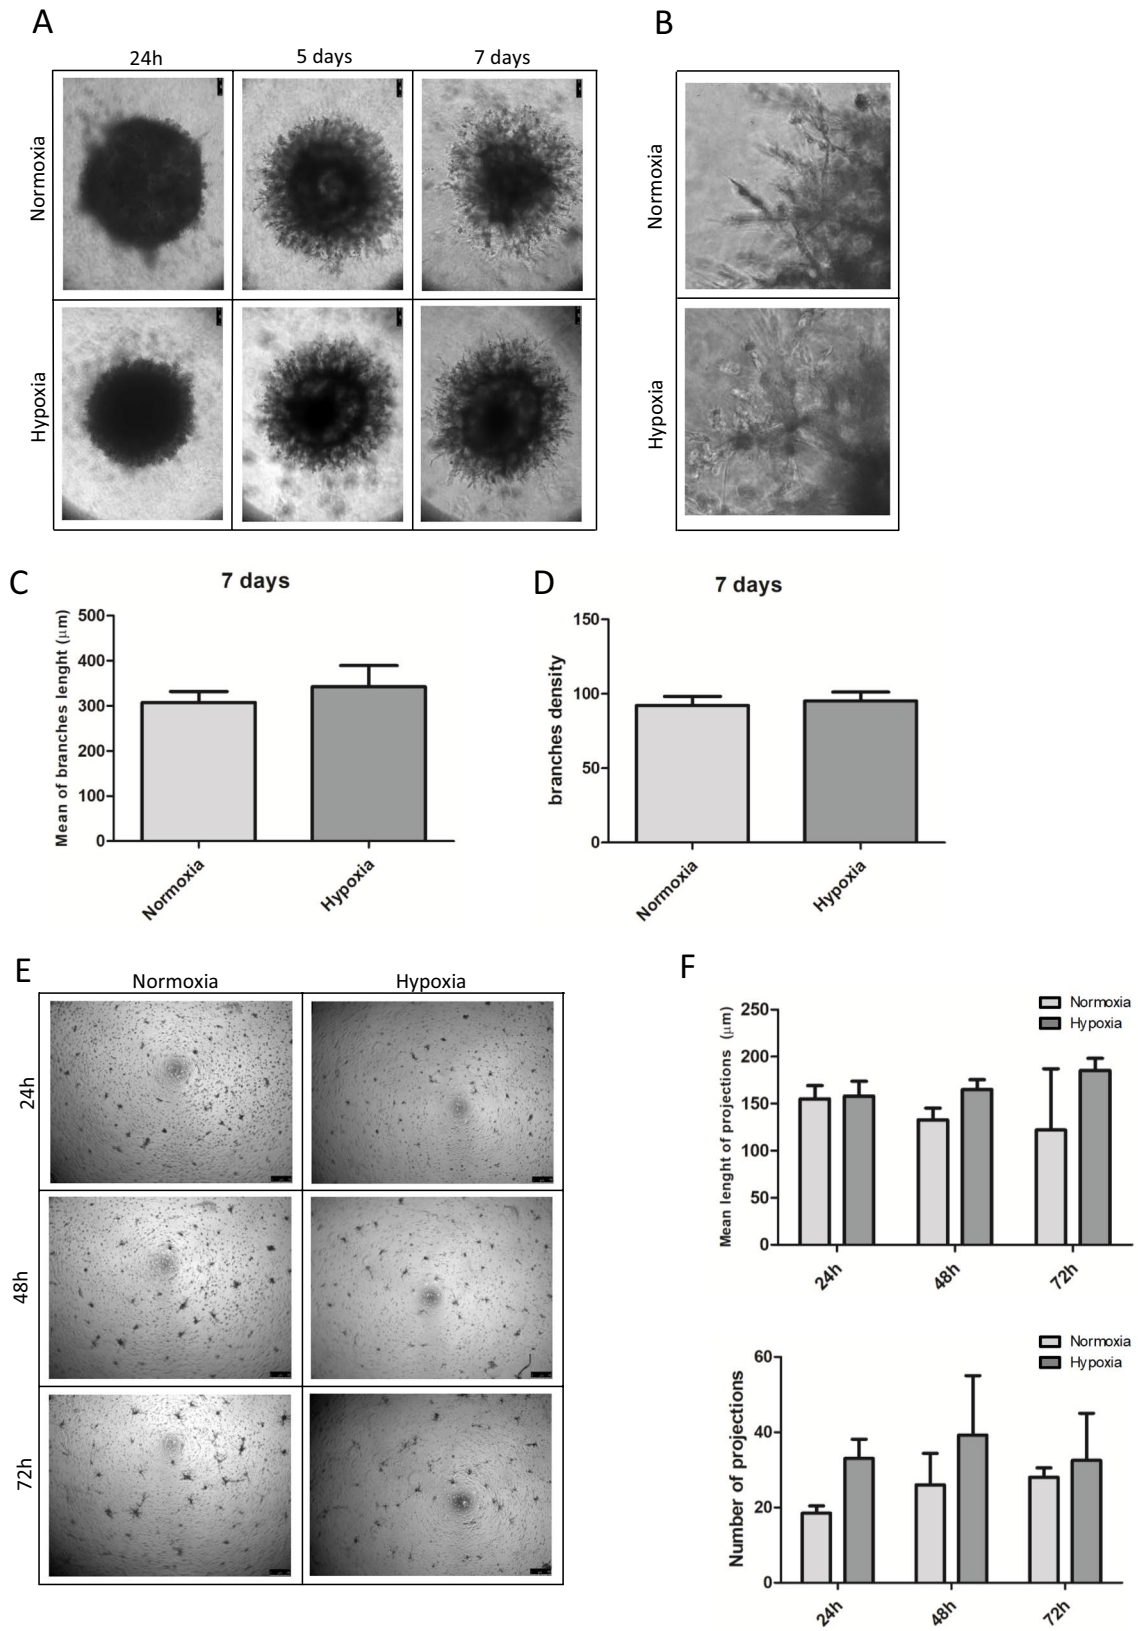 A
B
24h
5 days
7 days
Normoxia
Hypoxia
Normoxia
Hypoxia
C
7 days
Mean of branches lenght (µm)
500
400
300
200
100
0
Normoxia
Hypoxia
D
7 days
branches density
150
100
50
0
Normoxia
Hypoxia
E
Normoxia
Hypoxia
24h
48h
72h
F
Normoxia
Hypoxia
Mean lenght of projections (µm)
250
200
150
100
50
0
24h
48h
72h
Normoxia
Hypoxia
Number of projections
60
40
20
0
24h
48h
72h